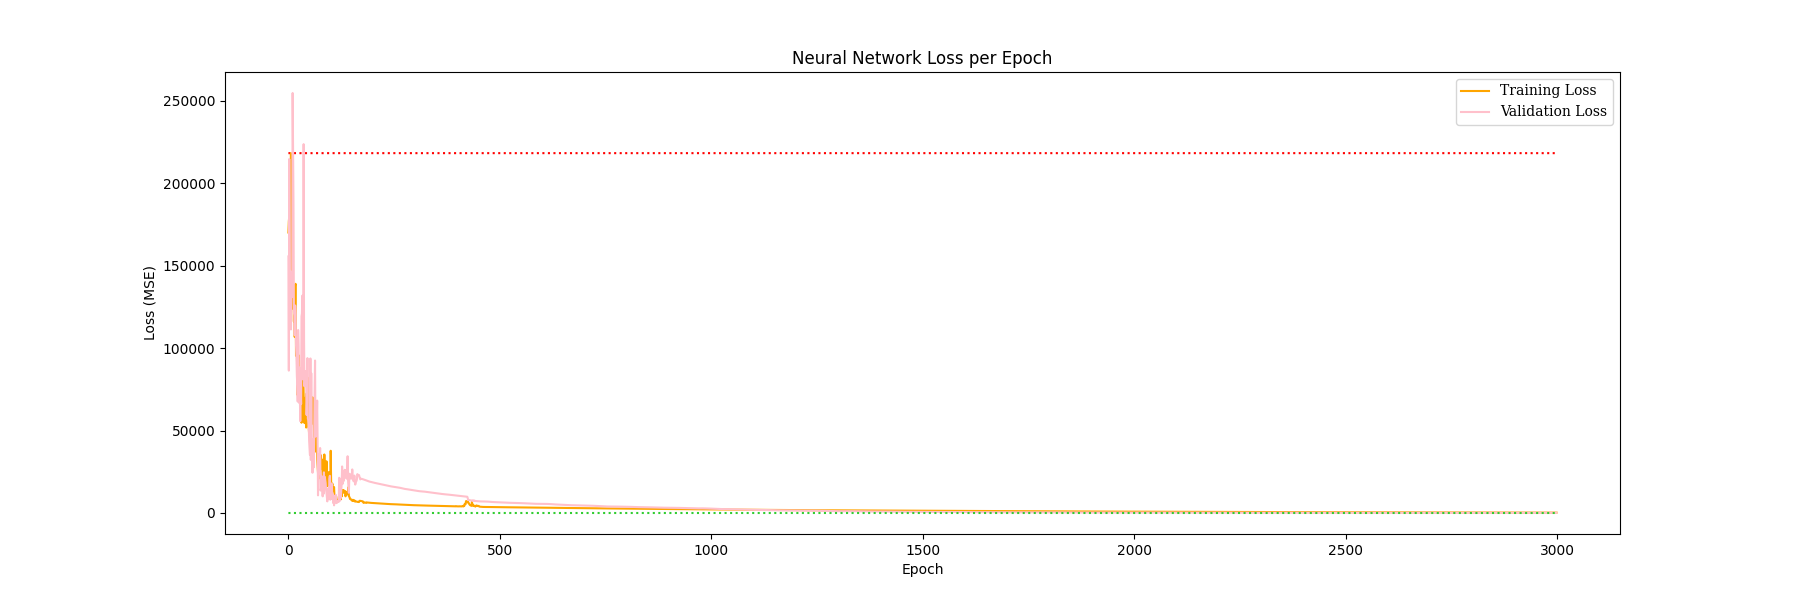 Neural Network Loss per Epoch
Training Loss
Validation Loss
250000
200000
150000
100000
50000
0
Loss (MSE)
0 500 1000 1500 2000 2500 3000
Epoch